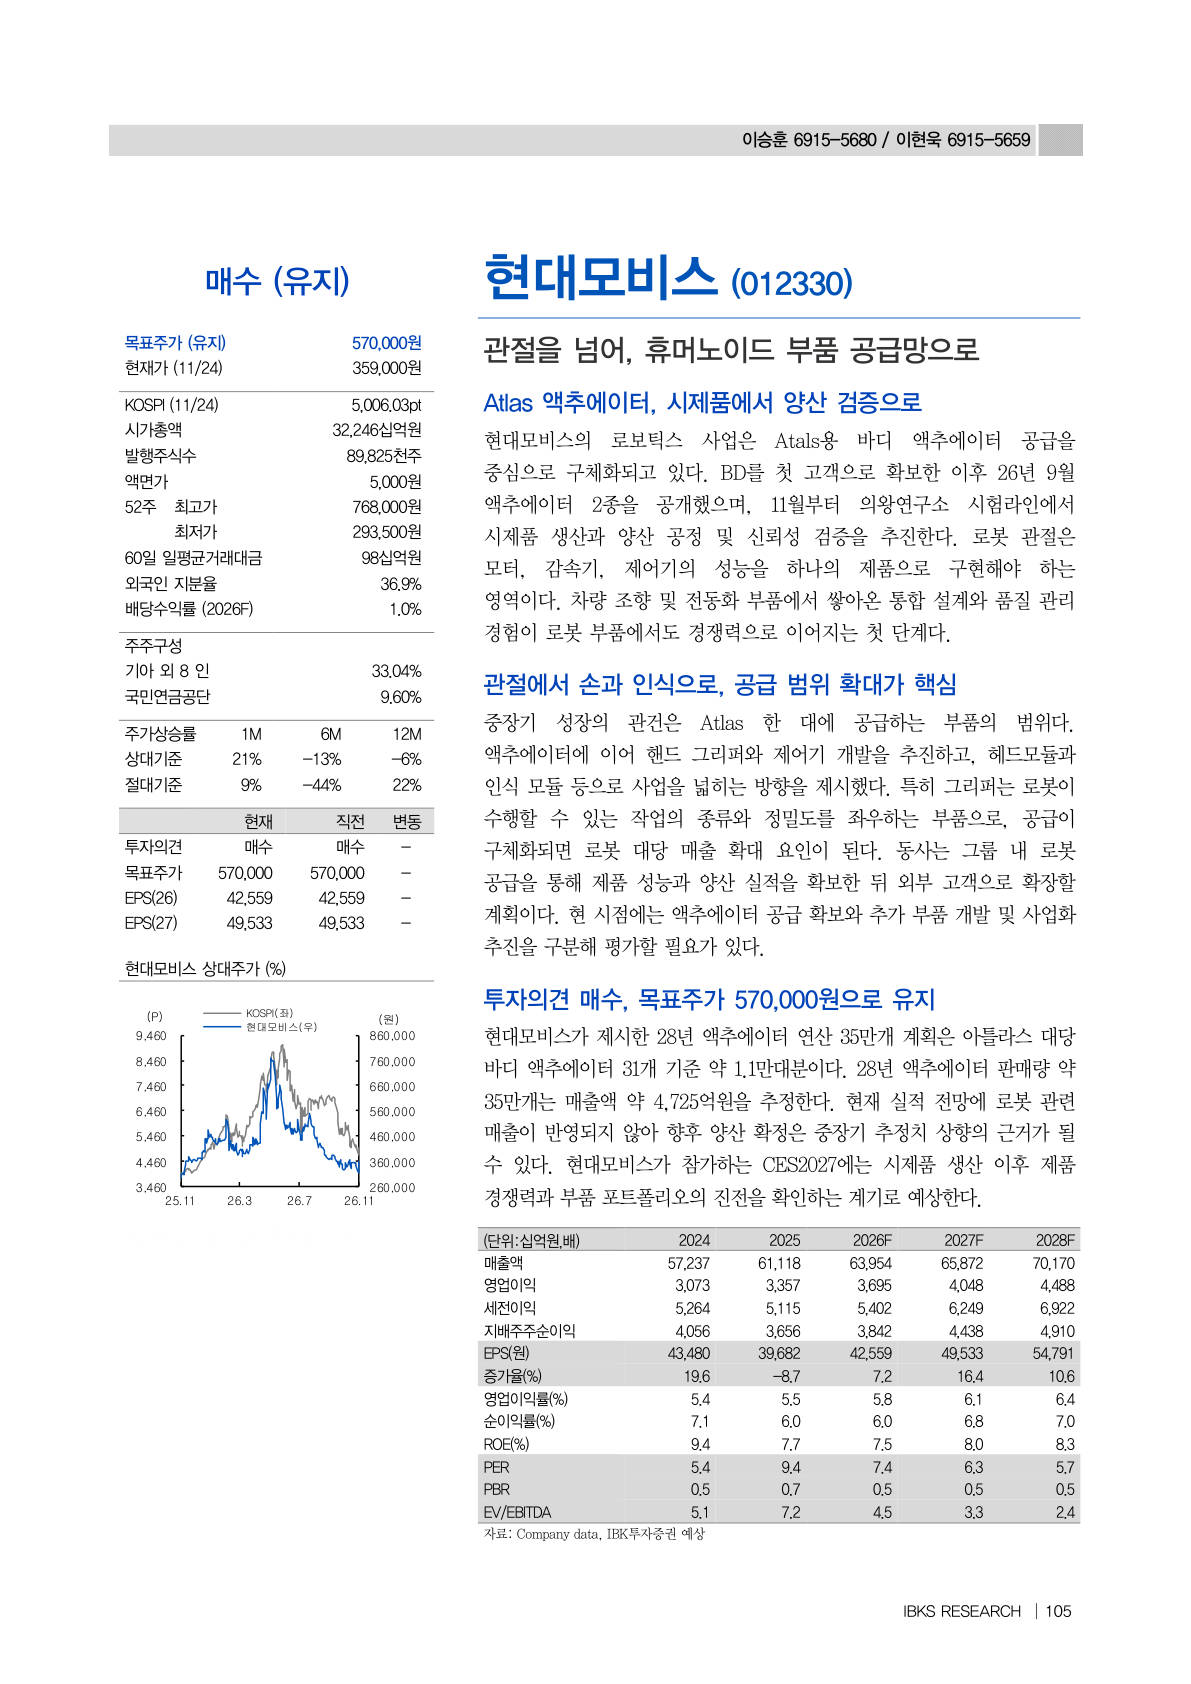 이승훈 6915-5680 / 이현욱 6915-5659
매수 (유지)
목표주가 (유지) 570,000원
현재가 (11/24) 359,000원
KOSPI (11/24) 5,006.03pt
시가총액 32,246십억원
발행주식수 89,825천주
액면가 5,000원
52주 최고가 768,000원
최저가 293,500원
60일 일평균거래대금 98십억원
외국인 지분율 36.9%
배당수익률 (2026F) 1.0%
주주구성
기아 외 8 인 33.04%
국민연금공단 9.60%
주가상승률 1M 6M 12M
상대기준 21% -13% -6%
절대기준 9% -44% 22%
현재 직전 변동
투자의견 매수 매수 -
목표주가 570,000 570,000 -
EPS(26) 42,559 42,559 -
EPS(27) 49,533 49,533 -
현대모비스 상대주가 (%)
(P) KOSPI(좌) (원)
현대모비스(우)
9,460 860,000
8,460 760,000
7,460 660,000
6,460 560,000
5,460 460,000
4,460 360,000
3,460 260,000
25.11 26.3 26.7 26.11
현대모비스 (012330)
관절을 넘어, 휴머노이드 부품 공급망으로
Atlas 액추에이터, 시제품에서 양산 검증으로
현대모비스의 로보틱스 사업은 Atals용 바디 액추에이터 공급을
중심으로 구체화되고 있다. BD를 첫 고객으로 확보한 이후 26년 9월
액추에이터 2종을 공개했으며, 11월부터 의왕연구소 시험라인에서
시제품 생산과 양산 공정 및 신뢰성 검증을 추진한다. 로봇 관절은
모터, 감속기, 제어기의 성능을 하나의 제품으로 구현해야 하는
영역이다. 차량 조향 및 전동화 부품에서 쌓아온 통합 설계와 품질 관리
경험이 로봇 부품에서도 경쟁력으로 이어지는 첫 단계다.
관절에서 손과 인식으로, 공급 범위 확대가 핵심
중장기 성장의 관건은 Atlas 한 대에 공급하는 부품의 범위다.
액추에이터에 이어 핸드 그리퍼와 제어기 개발을 추진하고, 헤드모듈과
인식 모듈 등으로 사업을 넓히는 방향을 제시했다. 특히 그리퍼는 로봇이
수행할 수 있는 작업의 종류와 정밀도를 좌우하는 부품으로, 공급이
구체화되면 로봇 대당 매출 확대 요인이 된다. 동사는 그룹 내 로봇
공급을 통해 제품 성능과 양산 실적을 확보한 뒤 외부 고객으로 확장할
계획이다. 현 시점에는 액추에이터 공급 확보와 추가 부품 개발 및 사업화
추진을 구분해 평가할 필요가 있다.
투자의견 매수, 목표주가 570,000원으로 유지
현대모비스가 제시한 28년 액추에이터 연산 35만개 계획은 아틀라스 대당
바디 액추에이터 31개 기준 약 1.1만대분이다. 28년 액추에이터 판매량 약
35만개는 매출액 약 4,725억원을 추정한다. 현재 실적 전망에 로봇 관련
매출이 반영되지 않아 향후 양산 확정은 중장기 추정치 상향의 근거가 될
수 있다. 현대모비스가 참가하는 CES2027에는 시제품 생산 이후 제품
경쟁력과 부품 포트폴리오의 진전을 확인하는 계기로 예상한다.
(단위:십억원,배) 2024 2025 2026F 2027F 2028F
매출액 57,237 61,118 63,954 65,872 70,170
영업이익 3,073 3,357 3,695 4,048 4,488
세전이익 5,264 5,115 5,402 6,249 6,922
지배주주순이익 4,056 3,656 3,842 4,438 4,910
EPS(원) 43,480 39,682 42,559 49,533 54,791
증가율(%) 19.6 -8.7 7.2 16.4 10.6
영업이익률(%) 5.4 5.5 5.8 6.1 6.4
순이익률(%) 7.1 6.0 6.0 6.8 7.0
ROE(%) 9.4 7.7 7.5 8.0 8.3
PER 5.4 9.4 7.4 6.3 5.7
PBR 0.5 0.7 0.5 0.5 0.5
EV/EBITDA 5.1 7.2 4.5 3.3 2.4
자료: Company data, IBK투자증권 예상
IBKS RESEARCH | 105